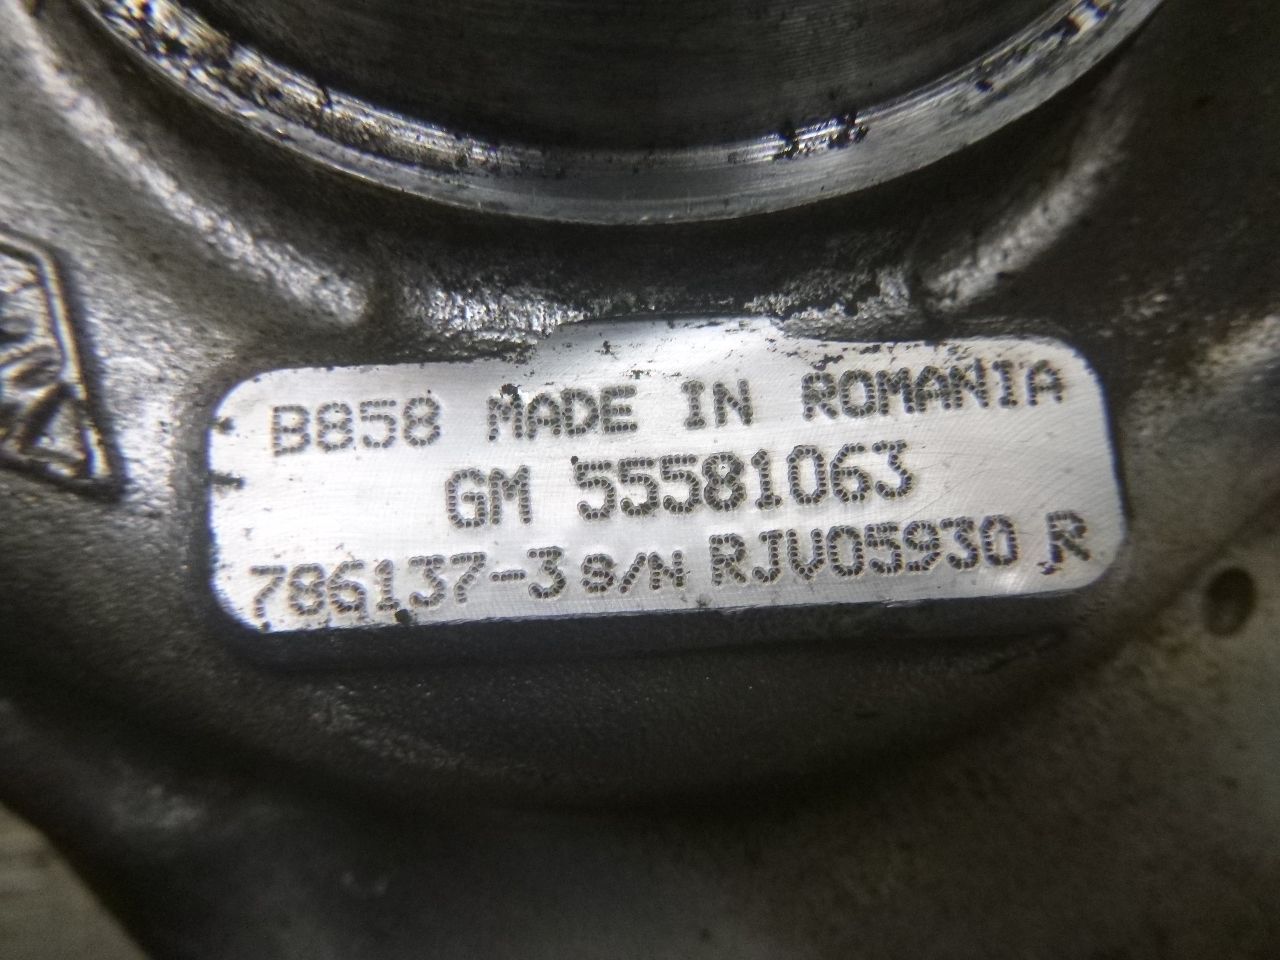 B858 MADE IN ROMANIA
GM 55581063
786137-3 S/N RJV05930 R